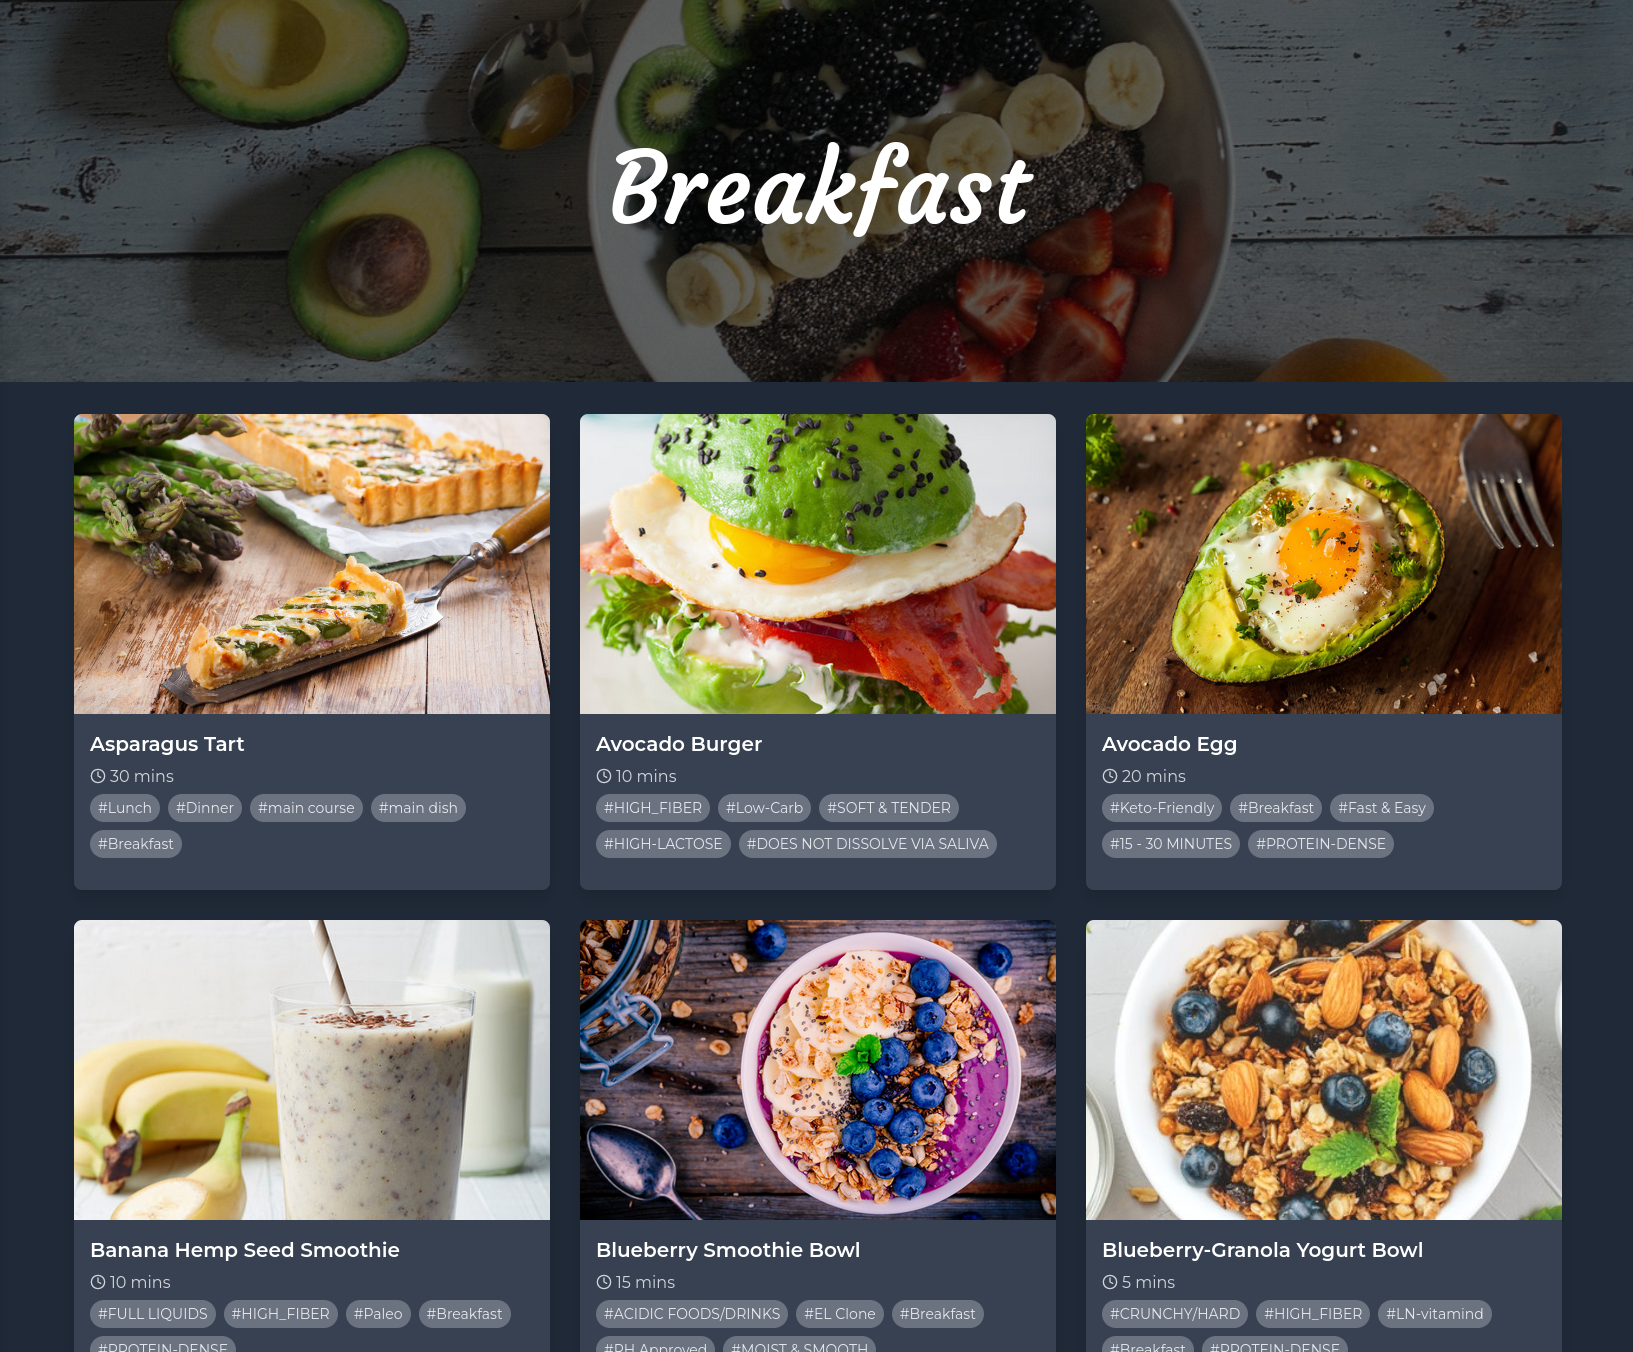 Breakfast
Asparagus Tart
30 mins
#Lunch #Dinner #main course #main dish
#Breakfast
Avocado Burger
10 mins
#HIGH_FIBER #Low-Carb #SOFT & TENDER
#HIGH-LACTOSE #DOES NOT DISSOLVE VIA SALIVA
Avocado Egg
20 mins
#Keto-Friendly #Breakfast #Fast & Easy
#15 - 30 MINUTES #PROTEIN-DENSE
Banana Hemp Seed Smoothie
10 mins
#FULL LIQUIDS #HIGH_FIBER #Paleo #Breakfast
#PROTEIN-DENSE
Blueberry Smoothie Bowl
15 mins
#ACIDIC FOODS/DRINKS #EL Clone #Breakfast
#PH Approved #MOIST & SMOOTH
Blueberry-Granola Yogurt Bowl
5 mins
#CRUNCHY/HARD #HIGH_FIBER #LN-vitamind
#Breakfast #PROTEIN-DENSE